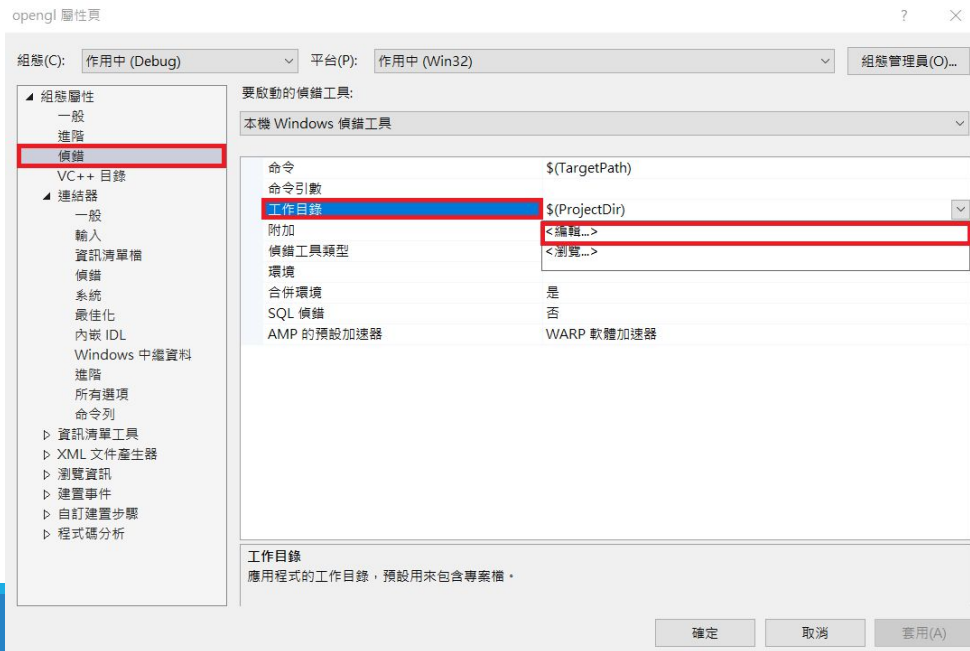 opengl 屬性頁
?
組態(C):
作用中 (Debug)
平台(P):
作用中 (Win32)
組態管理員(O)...
組態屬性
一般
進階
偵錯
VC++ 目錄
連結器
一般
輸入
資訊清單檔
偵錯
系統
最佳化
內嵌 IDL
Windows 中繼資料
進階
所有選項
命令列
資訊清單工具
XML 文件產生器
瀏覽資訊
建置事件
自訂建置步驟
程式碼分析
要啟動的偵錯工具:
本機 Windows 偵錯工具
命令 $(TargetPath)
命令引數
工作目錄 $(ProjectDir)
附加 <編輯...>
偵錯工具類型 <瀏覽...>
環境
合併環境 是
SQL 偵錯 否
AMP 的預設加速器 WARP 軟體加速器
工作目錄
應用程式的工作目錄，預設用來包含專案檔。
確定
取消
套用(A)